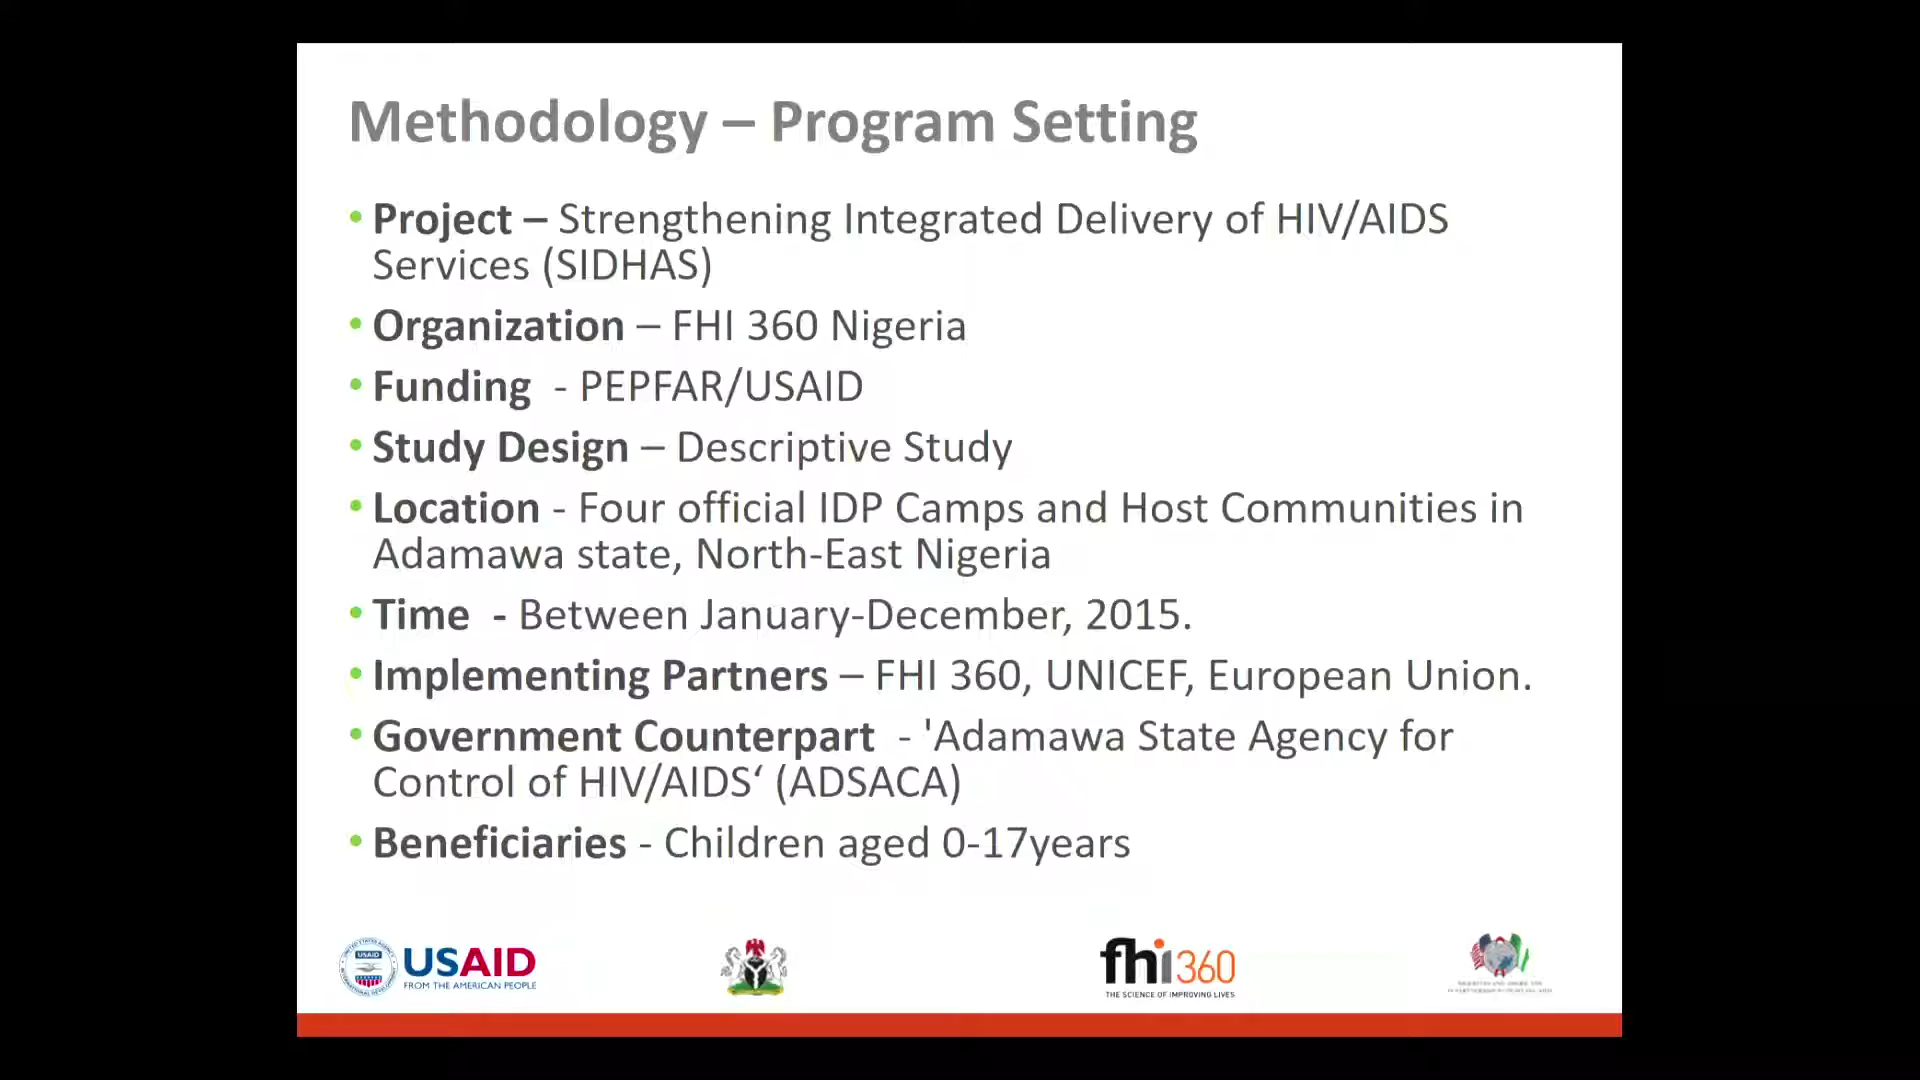 Methodology – Program Setting
• Project – Strengthening Integrated Delivery of HIV/AIDS
Services (SIDHAS)
• Organization – FHI 360 Nigeria
• Funding  - PEPFAR/USAID
• Study Design – Descriptive Study
• Location - Four official IDP Camps and Host Communities in
Adamawa state, North-East Nigeria
• Time  - Between January-December, 2015.
• Implementing Partners – FHI 360, UNICEF, European Union.
• Government Counterpart  - 'Adamawa State Agency for
Control of HIV/AIDS‘ (ADSACA)
• Beneficiaries - Children aged 0-17years
USAID
FROM THE AMERICAN PEOPLE
fhi360
THE SCIENCE OF IMPROVING LIVES